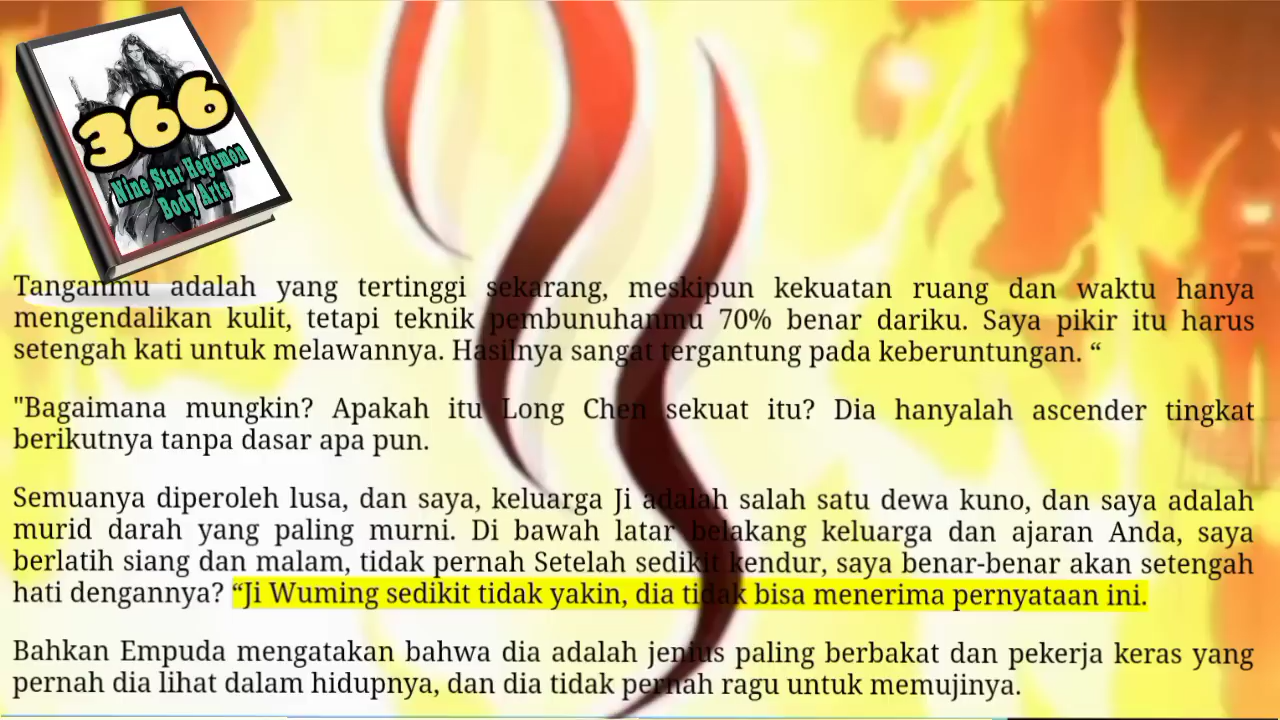 366
Nine Star Hegemon
Body Arts
Tanganmu adalah yang tertinggi sekarang, meskipun kekuatan ruang dan waktu hanya
mengendalikan kulit, tetapi teknik pembunuhanmu 70% benar dariku. Saya pikir itu harus
setengah kati untuk melawannya. Hasilnya sangat tergantung pada keberuntungan. “
"Bagaimana mungkin? Apakah itu Long Chen sekuat itu? Dia hanyalah ascender tingkat
berikutnya tanpa dasar apa pun.
Semuanya diperoleh lusa, dan saya, keluarga Ji adalah salah satu dewa kuno, dan saya adalah
murid darah yang paling murni. Di bawah latar belakang keluarga dan ajaran Anda, saya
berlatih siang dan malam, tidak pernah Setelah sedikit kendur, saya benar-benar akan setengah
hati dengannya? “Ji Wuming sedikit tidak yakin, dia tidak bisa menerima pernyataan ini.
Bahkan Empuda mengatakan bahwa dia adalah jenius paling berbakat dan pekerja keras yang
pernah dia lihat dalam hidupnya, dan dia tidak pernah ragu untuk memujinya.